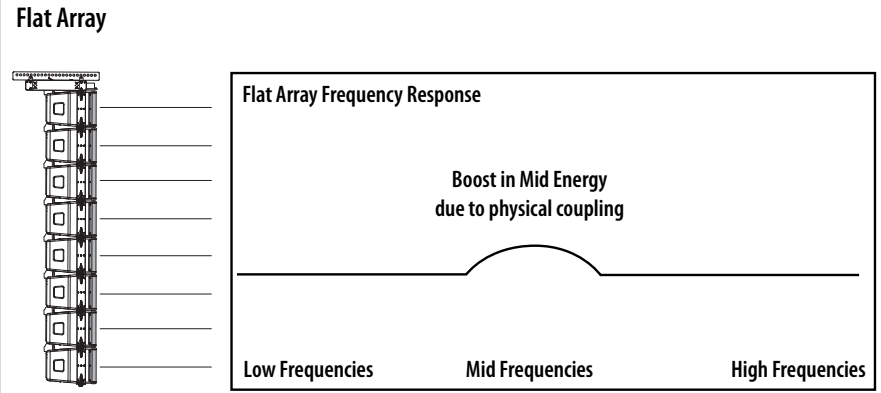 Flat Array
Flat Array Frequency Response
Boost in Mid Energy
due to physical coupling
Low Frequencies
Mid Frequencies
High Frequencies